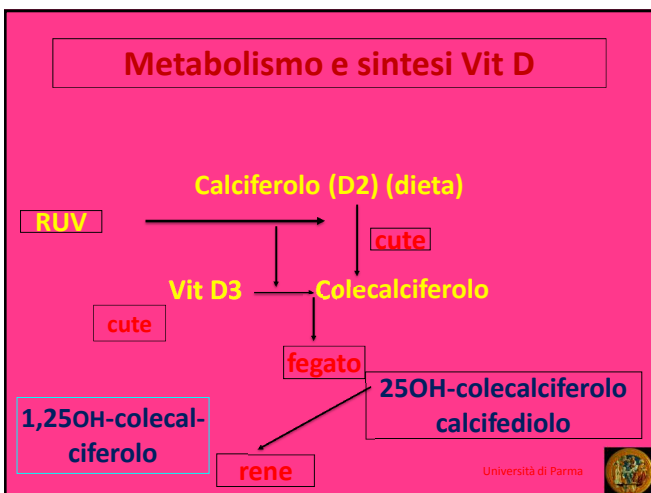 Metabolismo e sintesi Vit D
Calciferolo (D2) (dieta)
RUV
cute
Vit D3
Colecalciferolo
cute
fegato
25OH-colecalciferolo
calcifediolo
1,25OH-colecal-
ciferolo
rene
Università di Parma